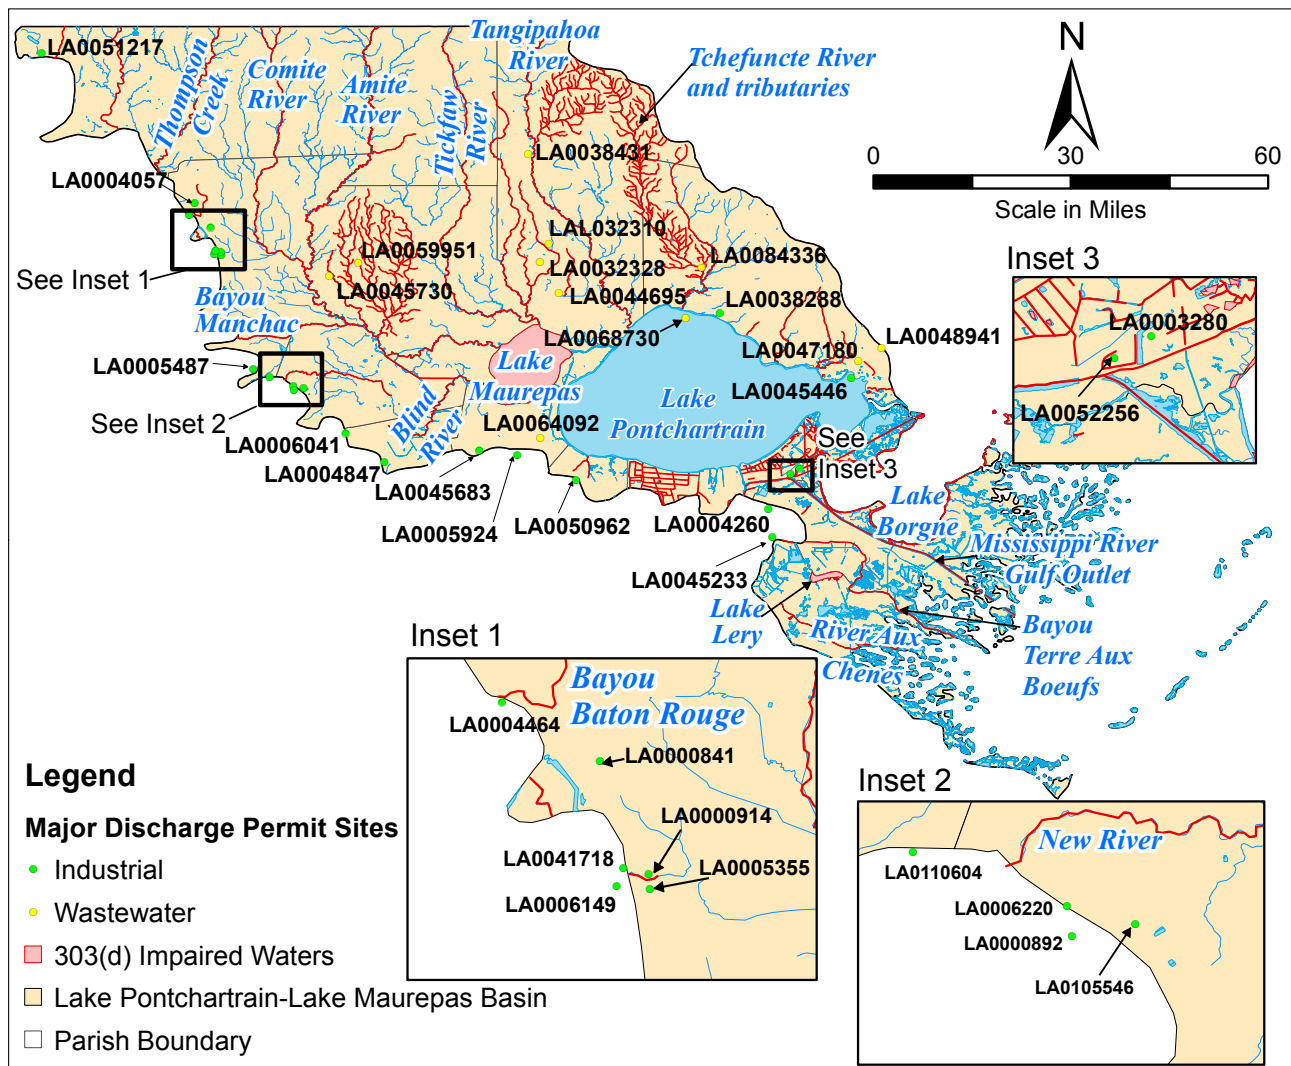 LA0051217
Thompson
Creek
Comite
River
Amite
River
Tickfaw
River
Tangipahoa
River
Tchefuncte River
and tributaries
N
0
30
60
Scale in Miles
LA0038431
LA0004057
See Inset 1
LA0059951
LA0045730
LAL032310
LA0032328
LA0044695
LA0084336
LA0038288
LA0068730
LA0048941
LA0047180
LA0045446
Bayou
Manchac
LA0005487
See Inset 2
Lake
Maurepas
Lake
Pontchartrain
Blind
River
LA0064092
LA0006041
LA0004847
LA0045683
LA0005924
LA0050962
LA0004260
LA0045233
See
Inset 3
Lake
Borgne
Mississippi River
Gulf Outlet
Lake
Lery
River Aux
Chenes
Bayou
Terre Aux
Boeufs
Inset 3
LA0003280
LA0052256
Inset 1
Bayou
Baton Rouge
LA0004464
LA0000841
LA0000914
LA0041718
LA0005355
LA0006149
Inset 2
New River
LA0110604
LA0006220
LA0000892
LA0105546
Legend
Major Discharge Permit Sites
Industrial
Wastewater
303(d) Impaired Waters
Lake Pontchartrain-Lake Maurepas Basin
Parish Boundary